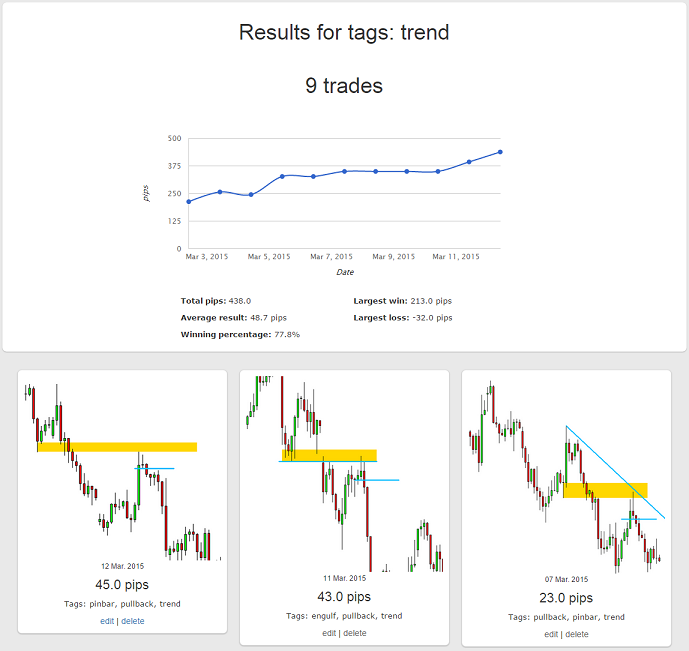 Results for tags: trend
9 trades
500
375
250
125
0
pips
Mar 3, 2015 Mar 5, 2015 Mar 7, 2015 Mar 9, 2015 Mar 11, 2015
Date
Total pips: 438.0 Largest win: 213.0 pips
Average result: 48.7 pips Largest loss: -32.0 pips
Winning percentage: 77.8%
12 Mar. 2015
45.0 pips
Tags: pinbar, pullback, trend
edit | delete
11 Mar. 2015
43.0 pips
Tags: engulf, pullback, trend
edit | delete
07 Mar. 2015
23.0 pips
Tags: pullback, pinbar, trend
edit | delete